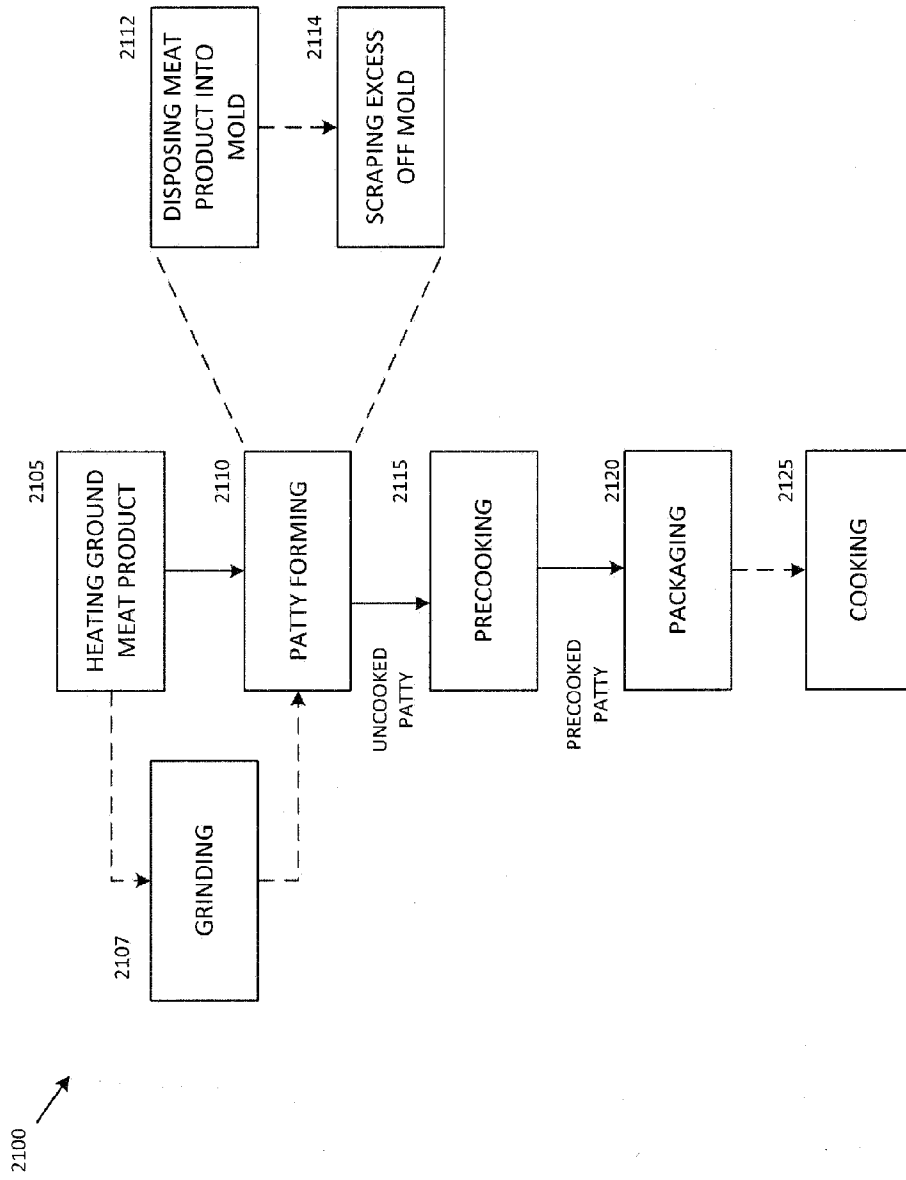 2100
2105
HEATING GROUND
MEAT PRODUCT
2107
GRINDING
2110
PATTY FORMING
2112
DISPOSING MEAT
PRODUCT INTO
MOLD
2114
SCRAPING EXCESS
OFF MOLD
UNCOOKED
PATTY
2115
PRECOOKING
PRECOOKED
PATTY
2120
PACKAGING
2125
COOKING